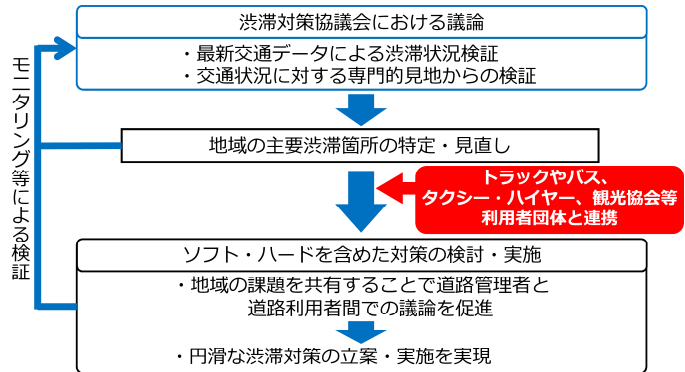 渋滞対策協議会における議論
・最新交通データによる渋滞状況検証
・交通状況に対する専門的見地からの検証
地域の主要渋滞箇所の特定・見直し
トラックやバス、
タクシー・ハイヤー、観光協会等
利用者団体と連携
ソフト・ハードを含めた対策の検討・実施
・地域の課題を共有することで道路管理者と
道路利用者間での議論を促進
・円滑な渋滞対策の立案・実施を実現
モニタリング等による検証